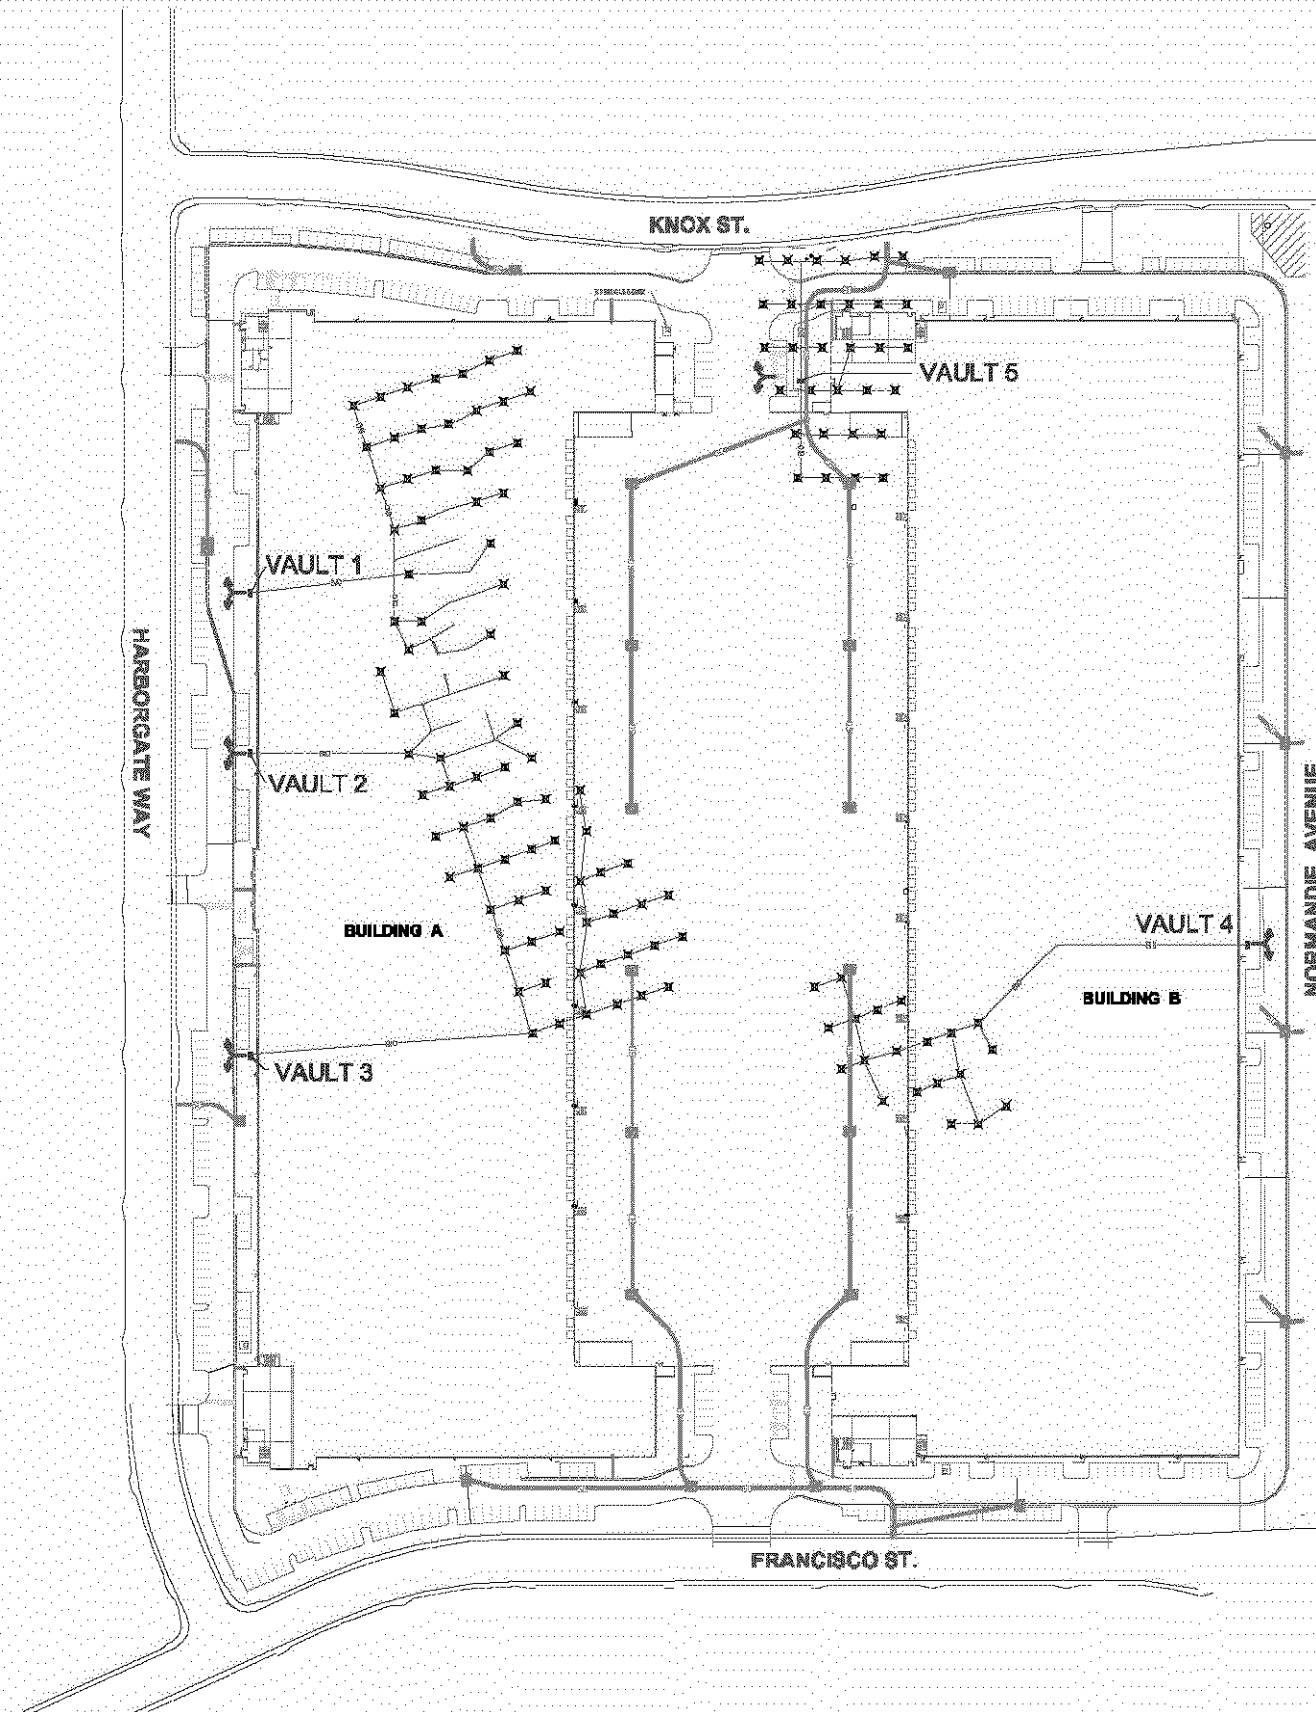 KNOX ST.
VAULT 5
VAULT 1
HARBORGATE WAY
VAULT 2
NORMANDIE AVENUE
VAULT 4
BUILDING A
BUILDING B
VAULT 3
FRANCISCO ST.